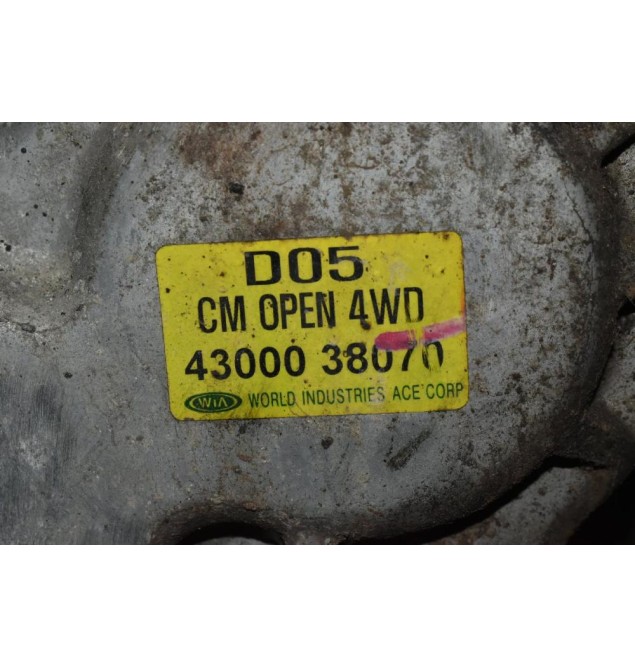 D05
CM OPEN 4WD
43000 38070
WIA WORLD INDUSTRIES ACE CORP